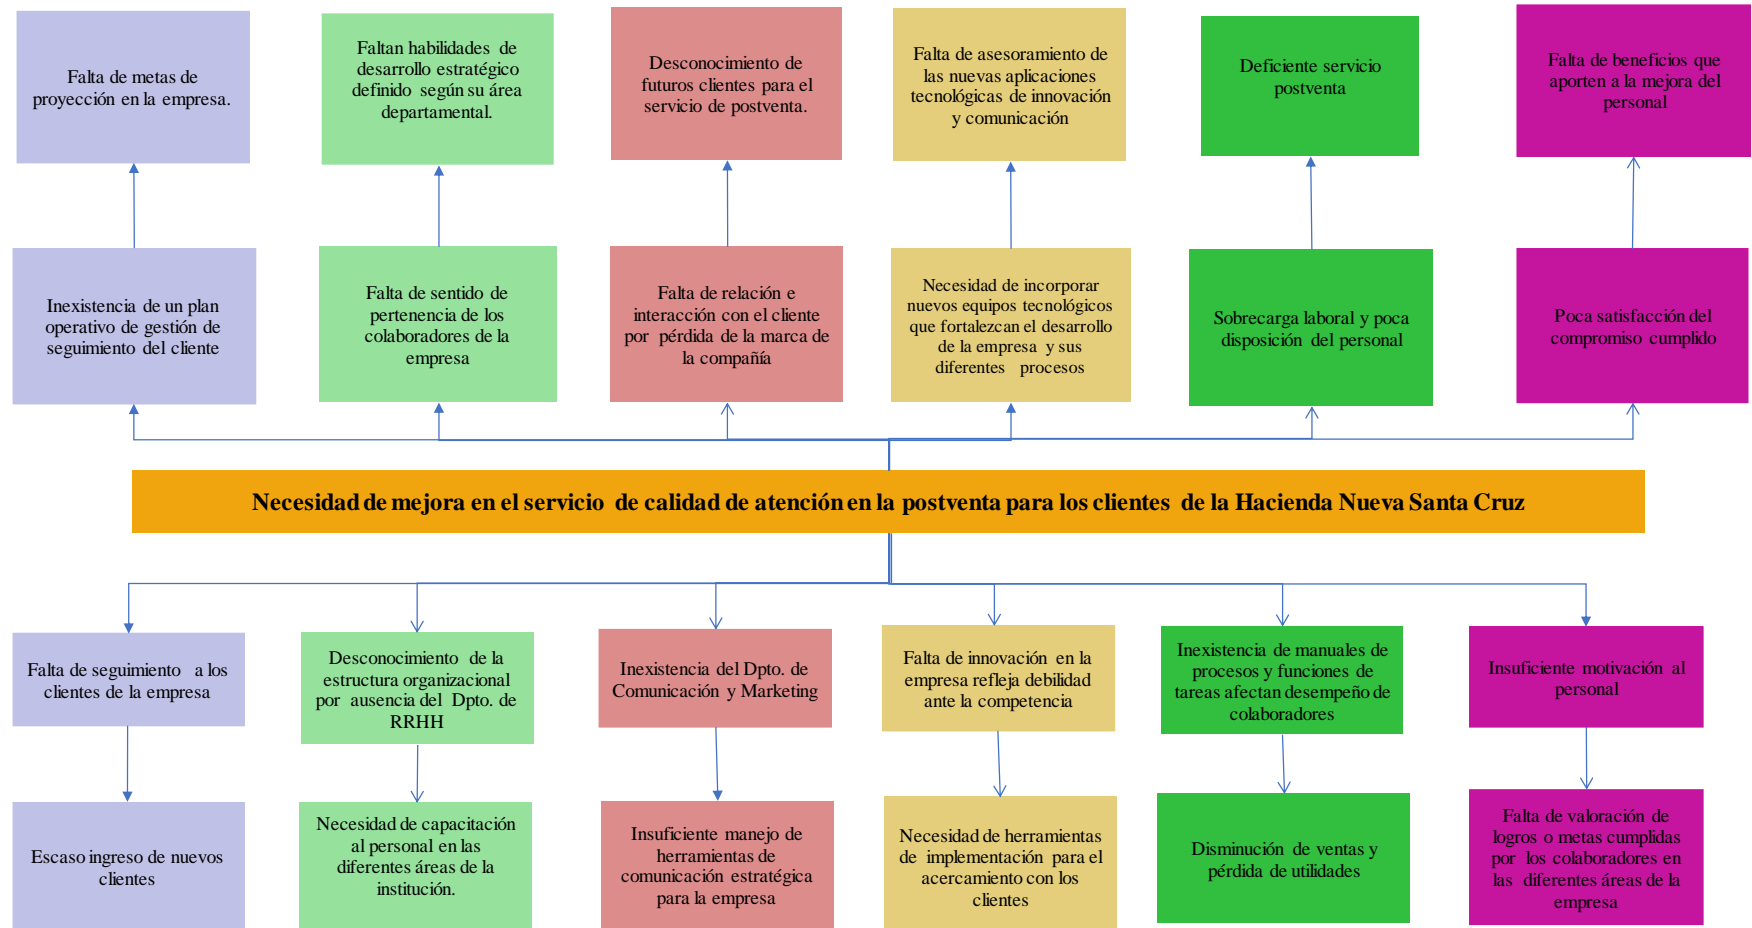 Falta de metas de
proyección en la empresa.
Faltan habilidades de
desarrollo estratégico
definido según su área
departamental.
Desconocimiento de
futuros clientes para el
servicio de postventa.
Falta de asesoramiento de
las nuevas aplicaciones
tecnológicas de innovación
y comunicación
Deficiente servicio
postventa
Falta de beneficios que
aporten a la mejora del
personal
Inexistencia de un plan
operativo de gestión de
seguimiento del cliente
Falta de sentido de
pertenencia de los
colaboradores de la
empresa
Falta de relación e
interacción con el cliente
por pérdida de la marca de
la compañía
Necesidad de incorporar
nuevos equipos tecnológicos
que fortalezcan el desarrollo
de la empresa y sus
diferentes procesos
Sobrecarga laboral y poca
disposición del personal
Poca satisfacción del
compromiso cumplido
Necesidad de mejora en el servicio de calidad de atención en la postventa para los clientes de la Hacienda Nueva Santa Cruz
Falta de seguimiento a los
clientes de la empresa
Desconocimiento de la
estructura organizacional
por ausencia del Dpto. de
RRHH
Inexistencia del Dpto. de
Comunicación y Marketing
Falta de innovación en la
empresa refleja debilidad
ante la competencia
Inexistencia de manuales de
procesos y funciones de
tareas afectan desempeño de
colaboradores
Insuficiente motivación al
personal
Escaso ingreso de nuevos
clientes
Necesidad de capacitación
al personal en las
diferentes áreas de la
institución.
Insuficiente manejo de
herramientas de
comunicación estratégica
para la empresa
Necesidad de herramientas
de implementación para el
acercamiento con los
clientes
Disminución de ventas y
pérdida de utilidades
Falta de valoración de
logros o metas cumplidas
por los colaboradores en
las diferentes áreas de la
empresa